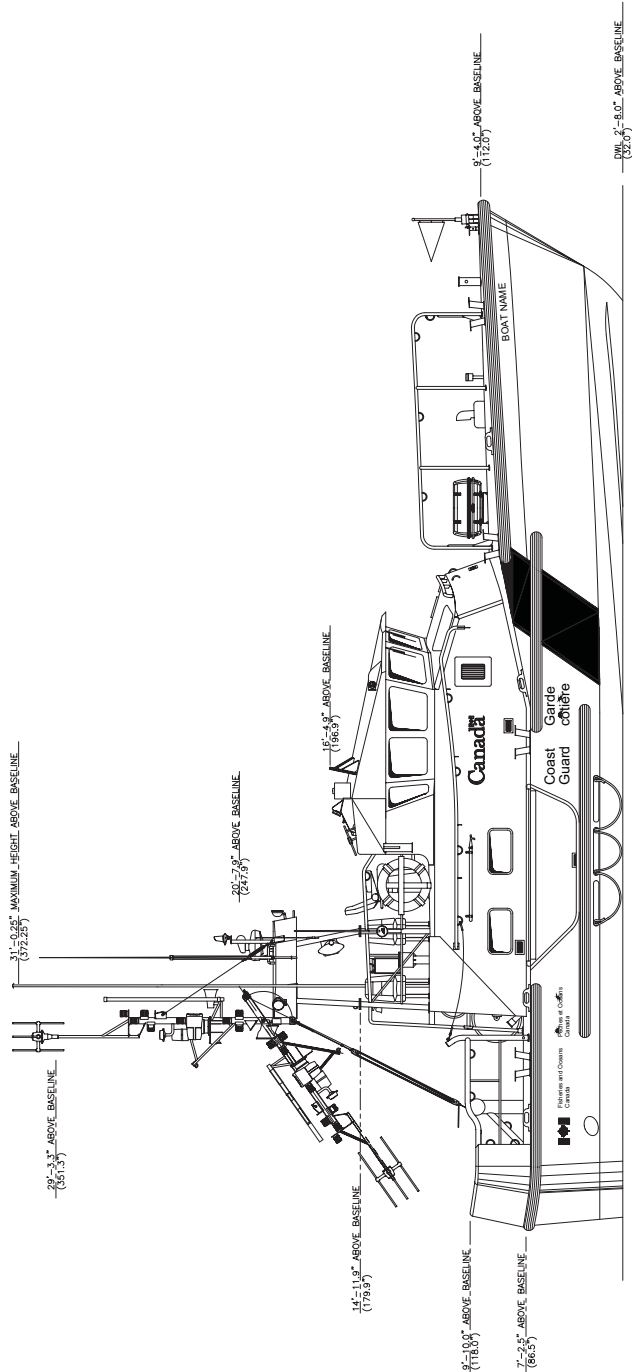 31'-0.25" MAXIMUM HEIGHT ABOVE BASELINE
(372.25")
29'-3.3" ABOVE BASELINE
(351.3")
20'-7.9" ABOVE BASELINE
(247.9")
16'-4.9" ABOVE BASELINE
(196.9")
14'-11.9" ABOVE BASELINE
(179.9")
9'-10.0" ABOVE BASELINE
(118.0")
9'-4.0" ABOVE BASELINE
(112.0")
Canada
BOAT NAME
7'-2.5" ABOVE BASELINE
(86.5")
Coast
Guard
Garde
côtière
Fisheries and Oceans
Canada
Pêches et Océans
Canada
DWL 2'-8.0" ABOVE BASELINE
(32.0")